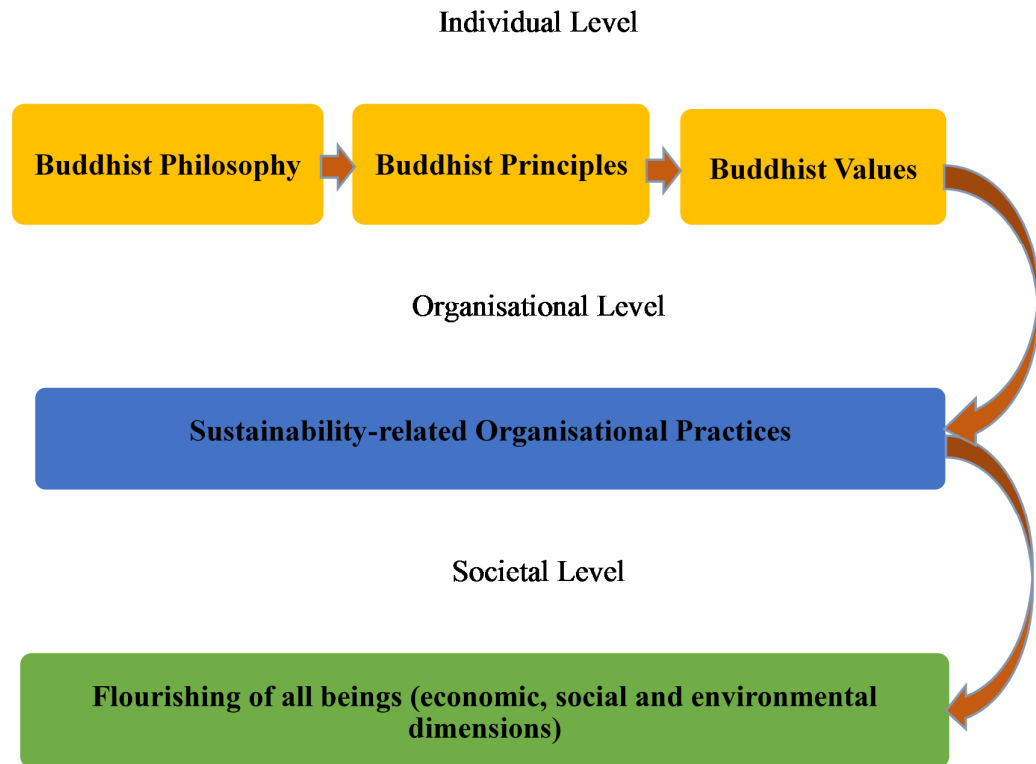 Individual Level
Buddhist Philosophy
Buddhist Principles
Buddhist Values
Organisational Level
Sustainability-related Organisational Practices
Societal Level
Flourishing of all beings (economic, social and environmental
dimensions)